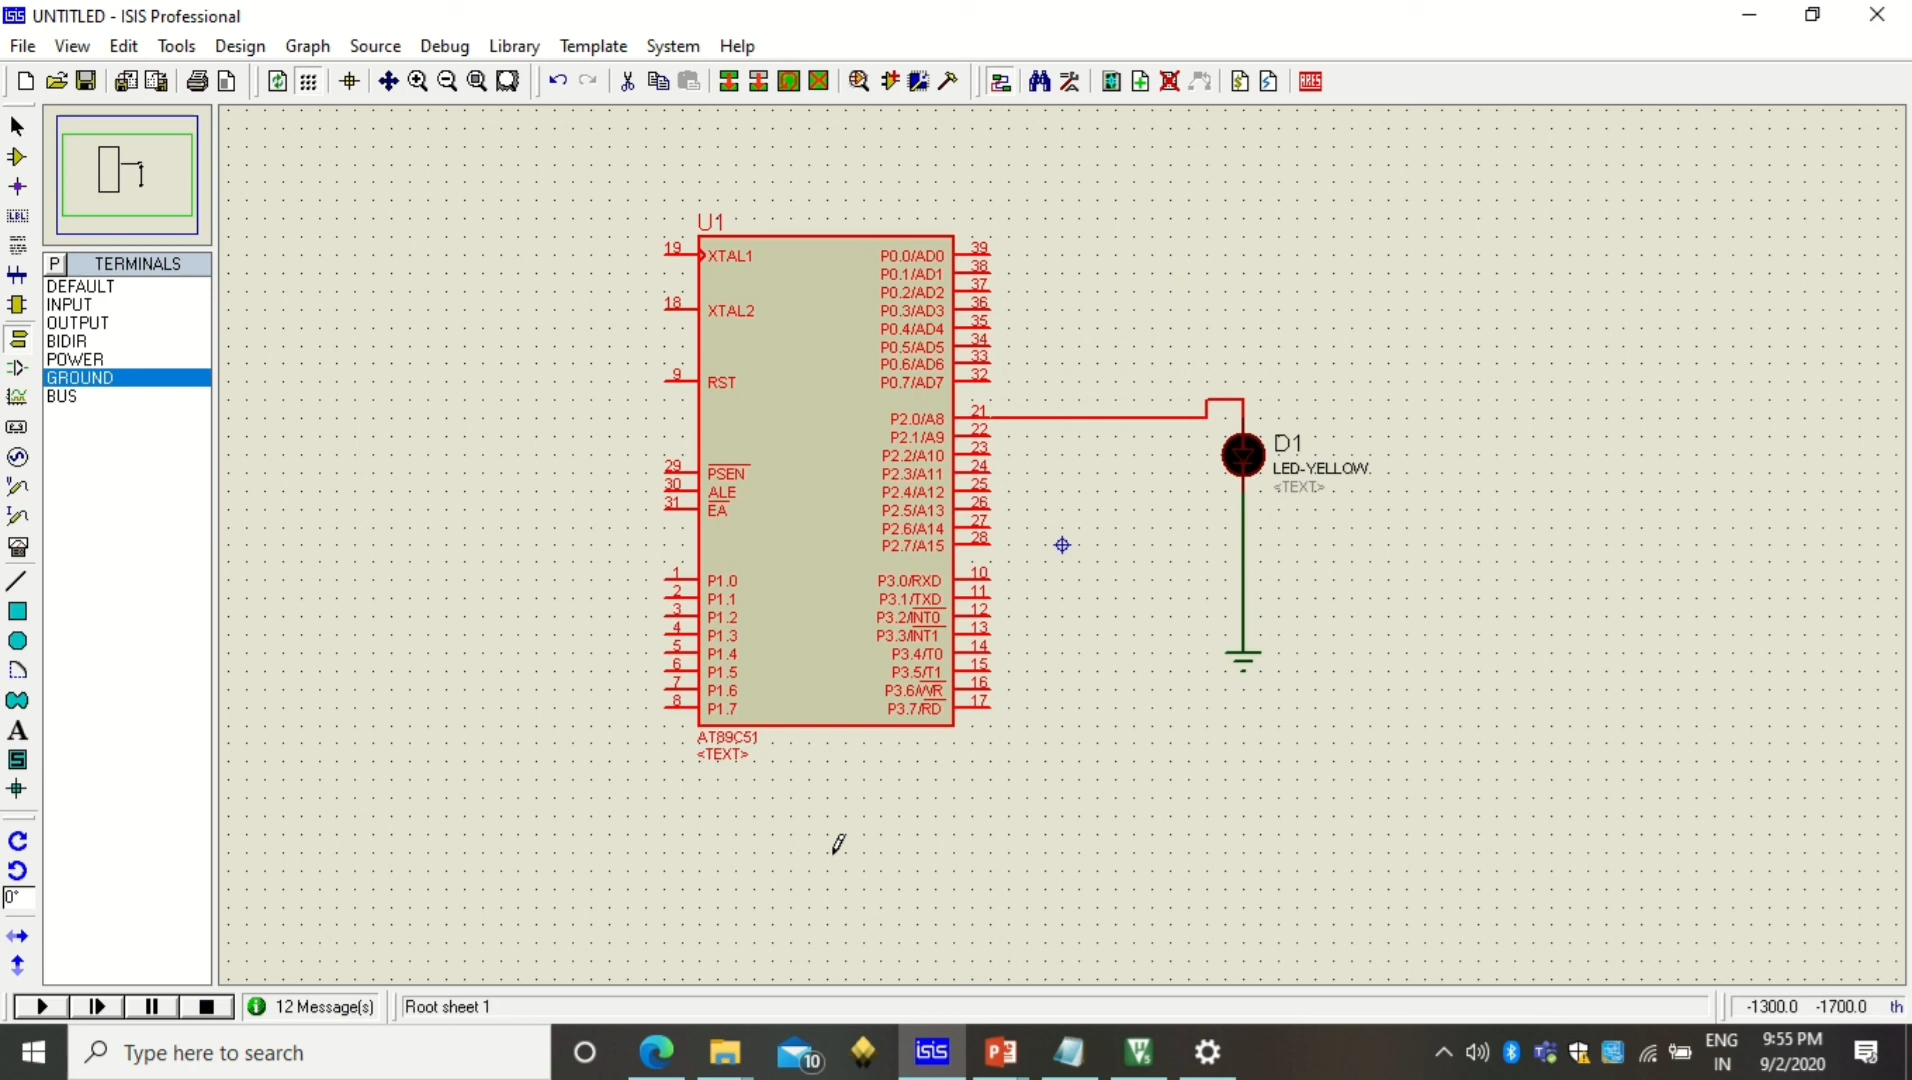 isis UNTITLED - ISIS Professional
File View Edit Tools Design Graph Source Debug Library Template System Help
ARES
LBL
P TERMINALS
DEFAULT
INPUT
OUTPUT
BIDIR
POWER
GROUND
BUS
A
S
0°
U1
19 XTAL1
18 XTAL2
9 RST
29 PSEN
30 ALE
31 EA
1 P1.0
2 P1.1
3 P1.2
4 P1.3
5 P1.4
6 P1.5
7 P1.6
8 P1.7
P0.0/AD0 39
P0.1/AD1 38
P0.2/AD2 37
P0.3/AD3 36
P0.4/AD4 35
P0.5/AD5 34
P0.6/AD6 33
P0.7/AD7 32
P2.0/A8 21
P2.1/A9 22
P2.2/A10 23
P2.3/A11 24
P2.4/A12 25
P2.5/A13 26
P2.6/A14 27
P2.7/A15 28
P3.0/RXD 10
P3.1/TXD 11
P3.2/INT0 12
P3.3/INT1 13
P3.4/T0 14
P3.5/T1 15
P3.6/WR 16
P3.7/RD 17
AT89C51
<TEXT>
D1
LED-YELLOW
<TEXT>
12 Message(s) Root sheet 1 -1300.0 -1700.0 th
Type here to search
10
isis
ENG
IN
9:55 PM
9/2/2020